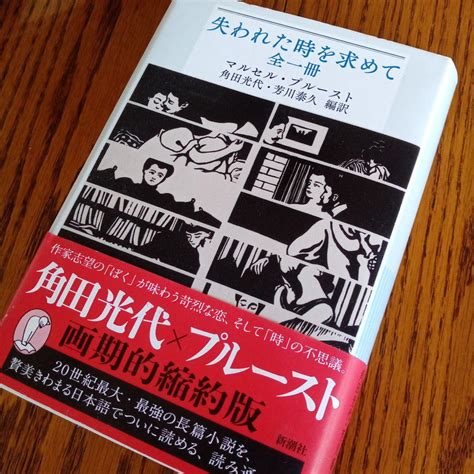 失われた時を求めて
全一冊
マルセル・プルースト
角田光代・芳川泰久 編訳
作家志望の「ぼく」が味わう苛烈な恋、そして「時」の不思議。
角田光代×プルースト
画期的縮約版
20世紀最大・最強の長篇小説を、
贅美きわまる日本語でついに読める、読み
新潮社